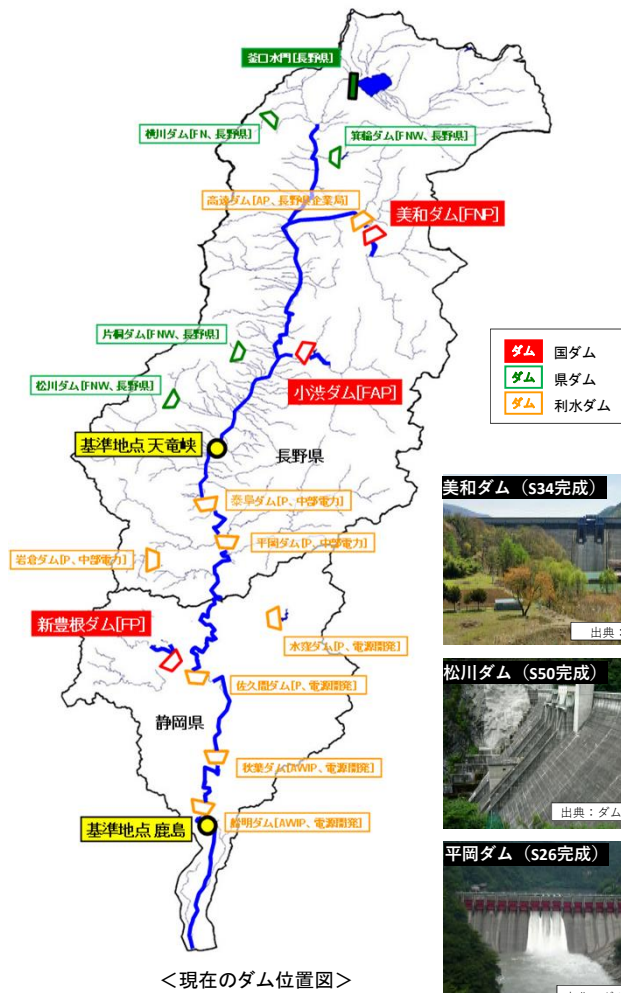 釜口水門[長野県]
横川ダム[FN、長野県]
箕輪ダム[FNW、長野県]
高遠ダム[AP、長野県企業局]
美和ダム[FNP]
片桐ダム[FNW、長野県]
松川ダム[FNW、長野県]
小渋ダム[FAP]
ダム 国ダム
ダム 県ダム
ダム 利水ダム
基準地点 天竜峡
長野県
泰阜ダム[P、中部電力]
平岡ダム[P、中部電力]
岩倉ダム[P、中部電力]
新豊根ダム[FP]
水窪ダム[P、電源開発]
佐久間ダム[P、電源開発]
静岡県
秋葉ダム[AWIP、電源開発]
船明ダム[AWIP、電源開発]
基準地点 鹿島
＜現在のダム位置図＞
美和ダム（S34完成）
出典：
松川ダム（S50完成）
出典：ダム
平岡ダム（S26完成）